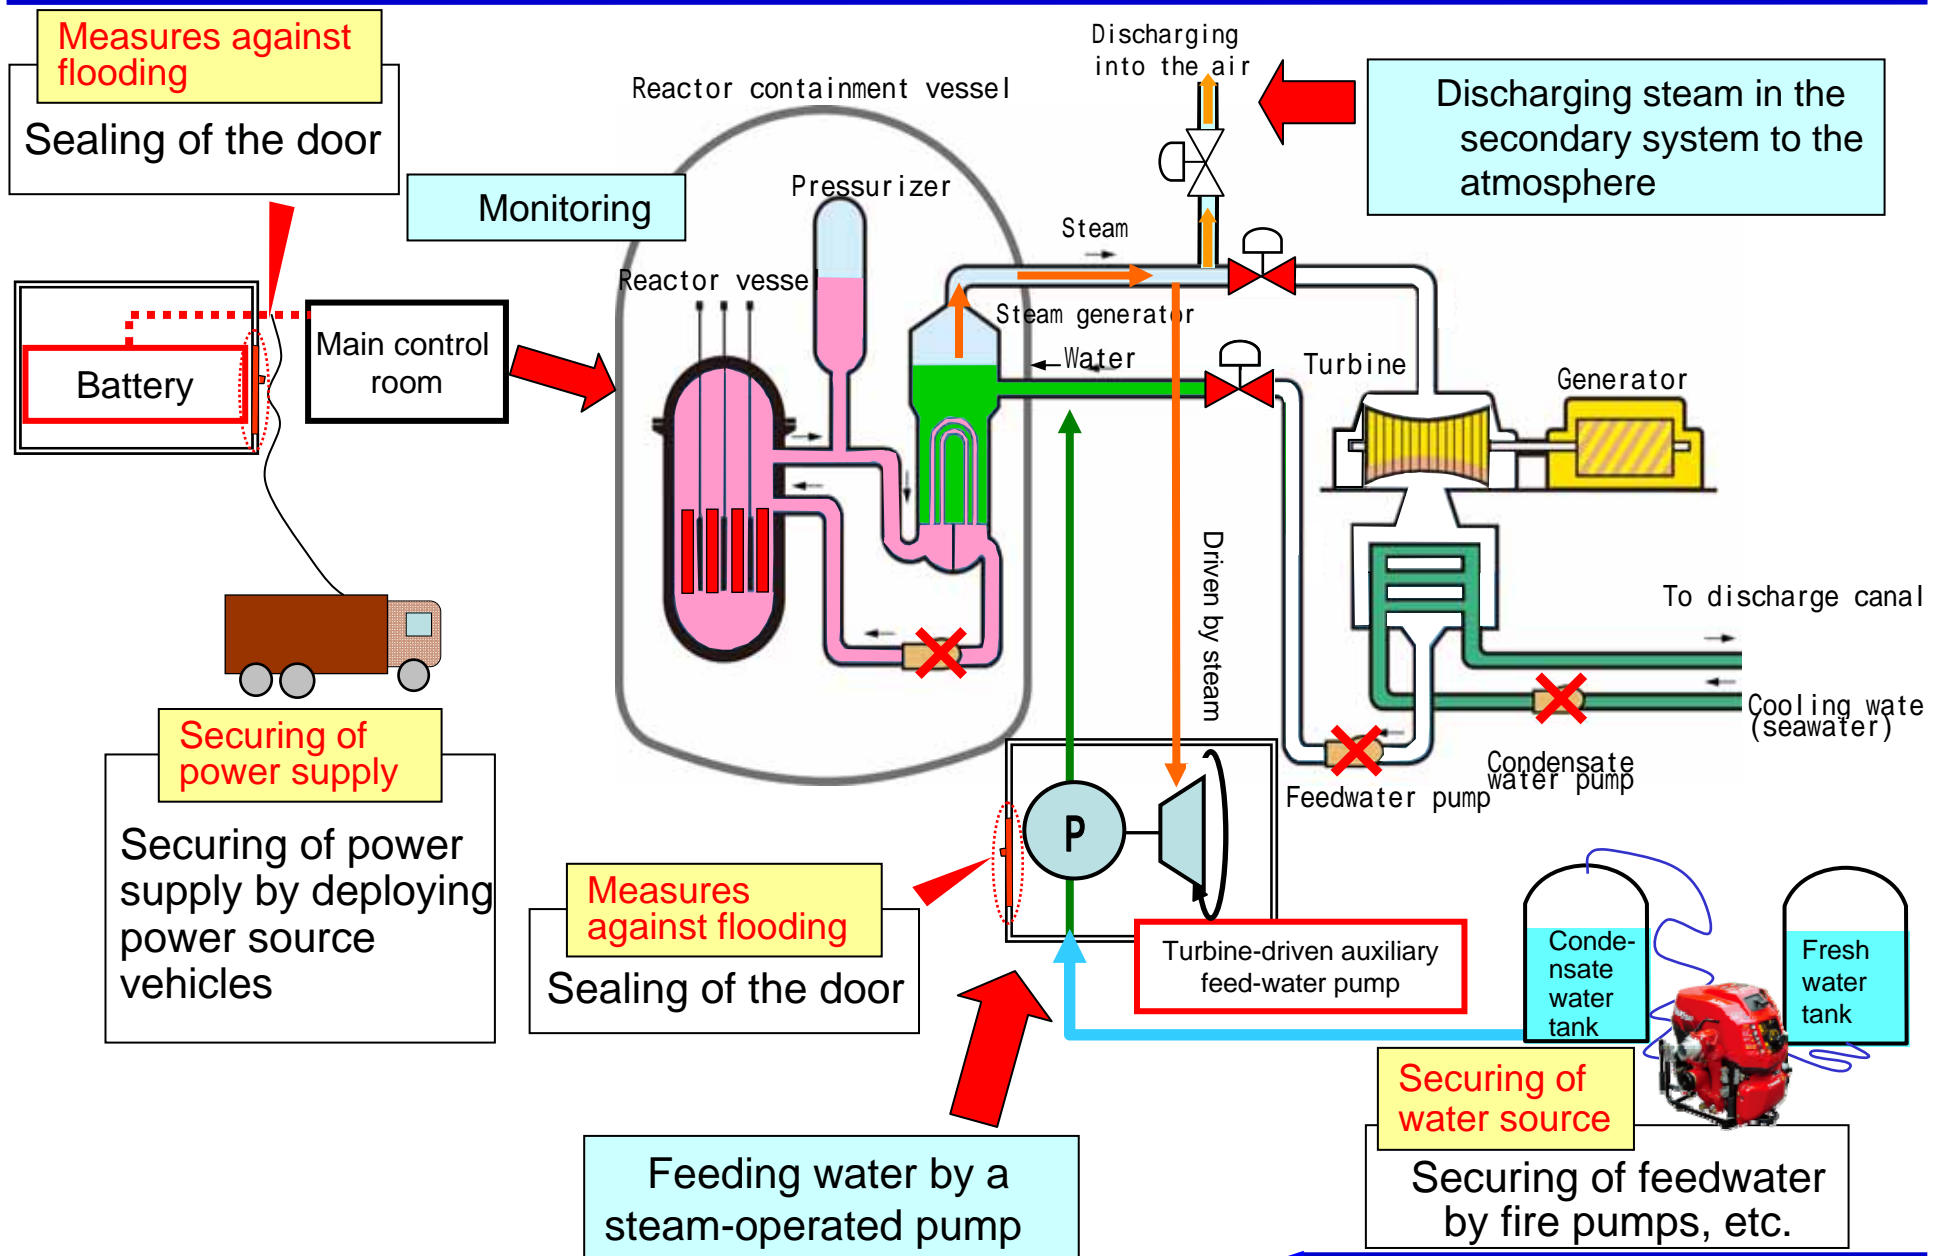 Measures against
flooding
Sealing of the door
Discharging
into the air
Discharging steam in the
secondary system to the
atmosphere
Reactor containment vessel
Monitoring
Pressurizer
Steam
Reactor vessel
Steam generator
Main control
room
Battery
Water
Turbine
Generator
Driven by steam
To discharge canal
Cooling wate
(seawater)
Condensate
water pump
Feedwater pump
Securing of
power supply
Securing of power
supply by deploying
power source
vehicles
P
Measures
against flooding
Sealing of the door
Turbine-driven auxiliary
feed-water pump
Conde-
nsate
water
tank
Fresh
water
tank
Securing of
water source
Securing of feedwater
by fire pumps, etc.
Feeding water by a
steam-operated pump